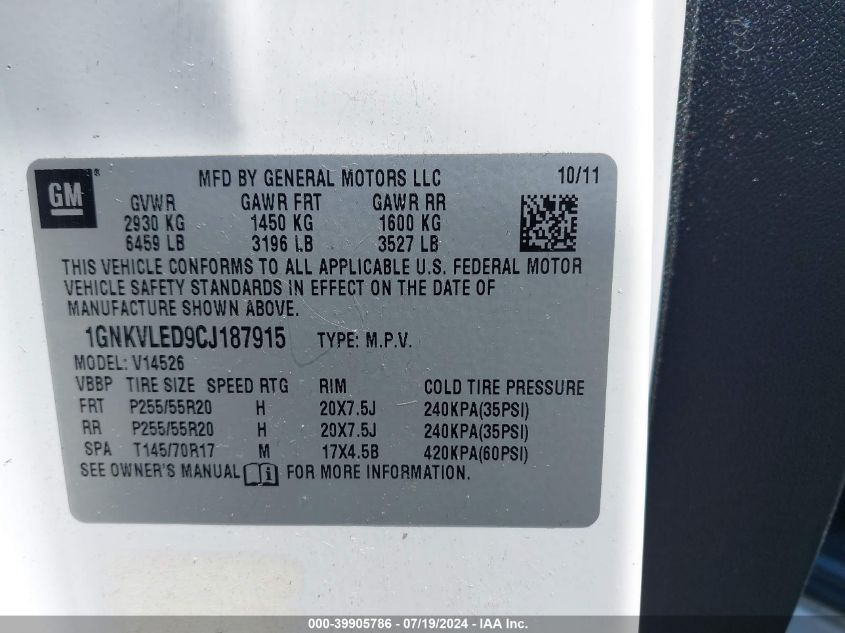 GM ® MFD BY GENERAL MOTORS LLC 10/11
GVWR GAWR FRT GAWR RR
2930 KG 1450 KG 1600 KG
6459 LB 3196 LB 3527 LB
THIS VEHICLE CONFORMS TO ALL APPLICABLE U.S. FEDERAL MOTOR
VEHICLE SAFETY STANDARDS IN EFFECT ON THE DATE OF
MANUFACTURE SHOWN ABOVE.
1GNKVLED9CJ187915 TYPE: M.P.V.
MODEL: V14526
VBBP TIRE SIZE SPEED RTG RIM COLD TIRE PRESSURE
FRT P255/55R20 H 20X7.5J 240KPA(35PSI)
RR P255/55R20 H 20X7.5J 240KPA(35PSI)
SPA T145/70R17 M 17X4.5B 420KPA(60PSI)
SEE OWNER'S MANUAL i FOR MORE INFORMATION.
000-39905786 - 07/19/2024 - IAA Inc.